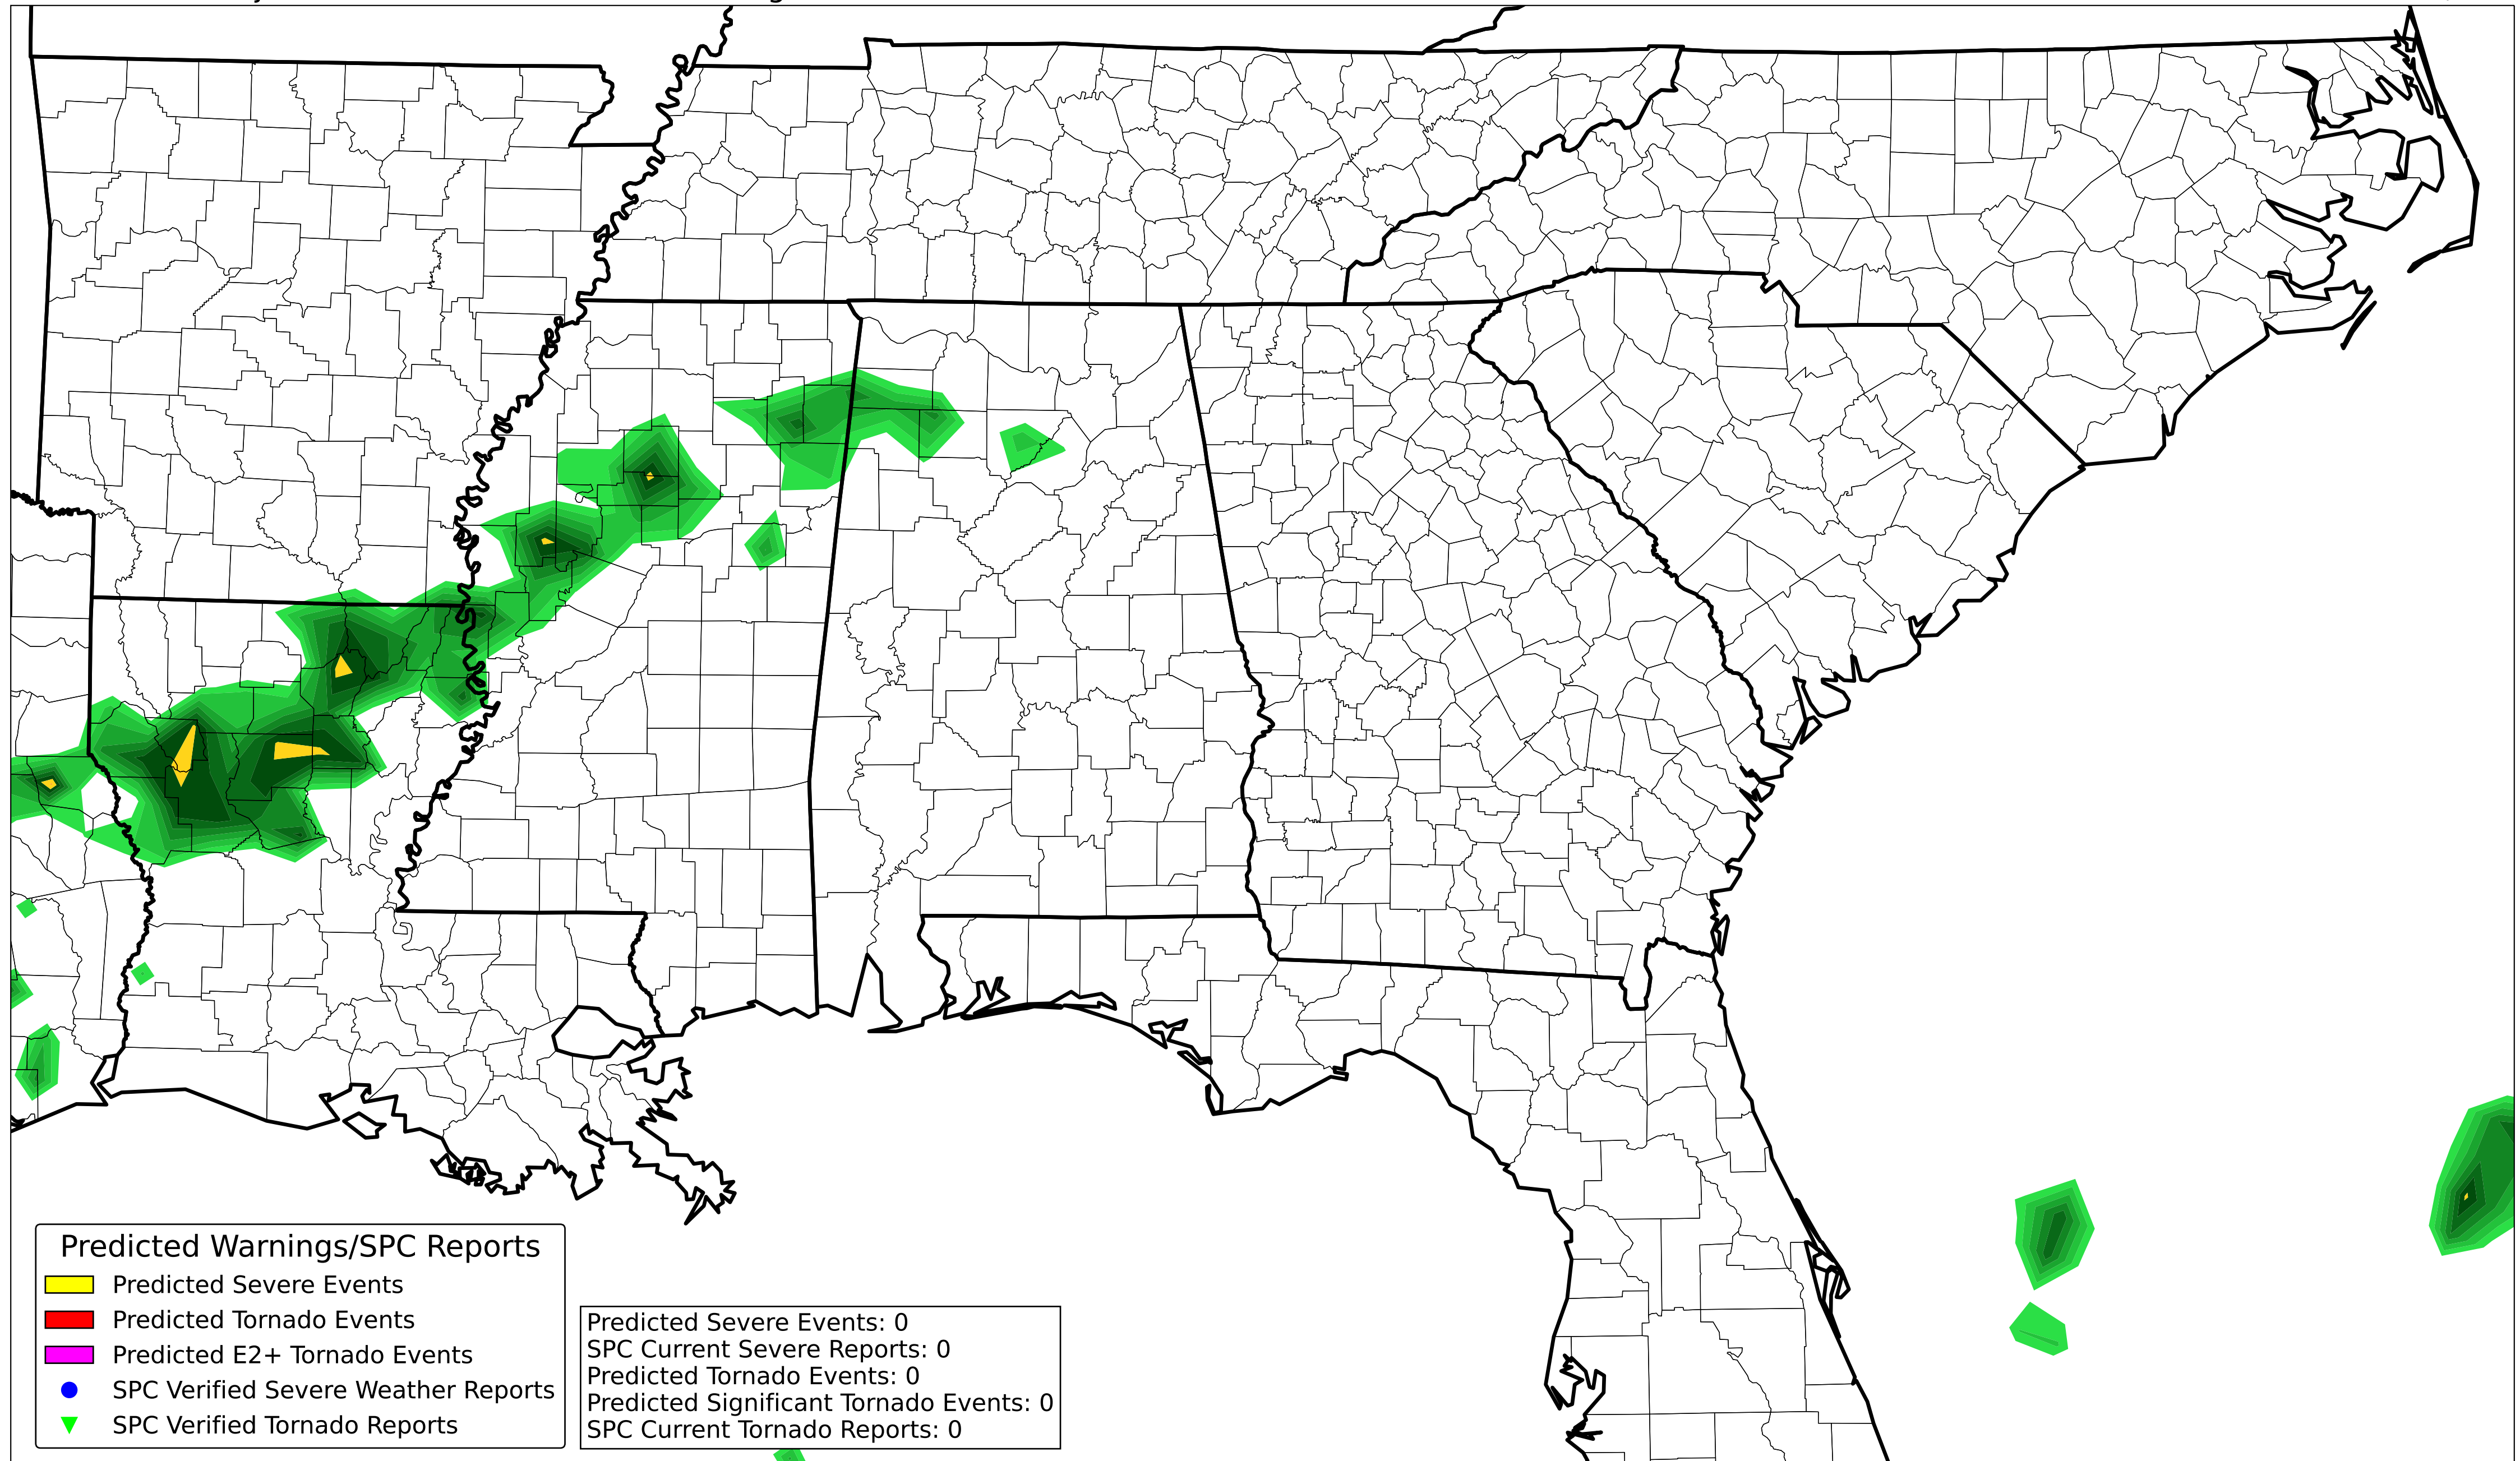 Predicted Warnings/SPC Reports
Predicted Severe Events
Predicted Tornado Events
Predicted E2+ Tornado Events
SPC Verified Severe Weather Reports
SPC Verified Tornado Reports
Predicted Severe Events: 0
SPC Current Severe Reports: 0
Predicted Tornado Events: 0
Predicted Significant Tornado Events: 0
SPC Current Tornado Reports: 0